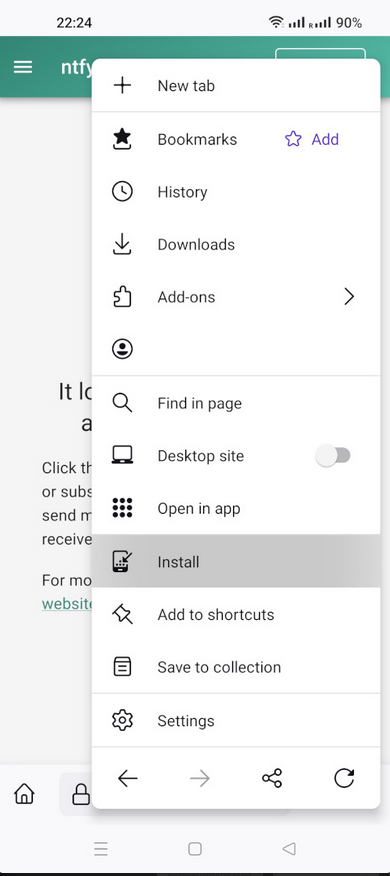 22:24
R
90%
ntfy
New tab
Bookmarks
Add
History
Downloads
Add-ons
Find in page
Desktop site
Open in app
Install
Add to shortcuts
Save to collection
Settings
It lo
a
Click th
or subs
send m
receive
For mo
website